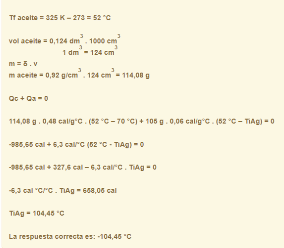 Tf aceite = 325 K – 273 = 52 °C
vol aceite = 0,124 dm³ . 1000 cm³
1 dm³ = 124 cm³
m = δ . v
m aceite = 0,92 g/cm³ . 124 cm³ = 114,08 g
Qc + Qa = 0
114,08 g . 0,48 cal/g°C . (52 °C – 70 °C) + 105 g . 0,06 cal/g°C . (52 °C – TiAg) = 0
-985,65 cal + 6,3 cal/°C (52 °C - TiAg) = 0
-985,65 cal + 327,6 cal – 6,3 cal/°C . TiAg = 0
-6,3 cal °C/°C . TiAg = 658,05 cal
TiAg = 104,45 °C
La respuesta correcta es: -104,45 °C